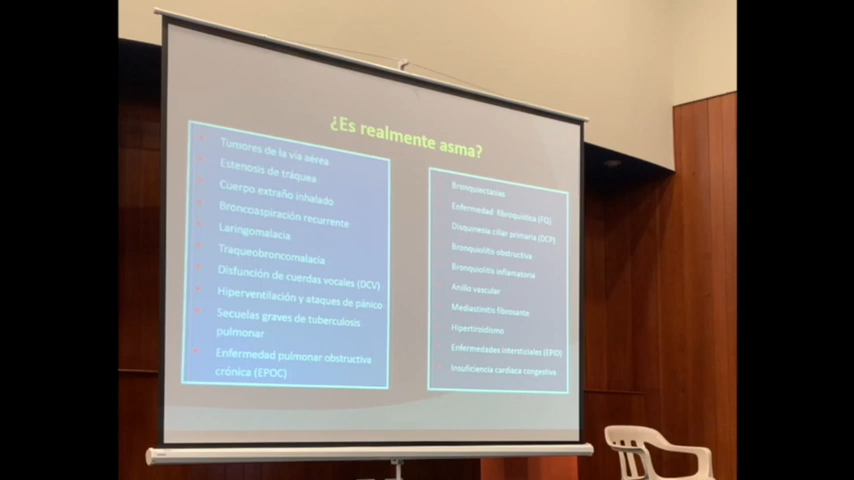 ¿Es realmente asma?
Tumores de la vía aérea
Estenosis de tráquea
Cuerpo extraño inhalado
Broncoaspiración recurrente
Laringomalacia
Traqueobroncomalacia
Disfunción de cuerdas vocales (DCV)
Hiperventilación y ataques de pánico
Secuelas graves de tuberculosis
pulmonar
Enfermedad pulmonar obstructiva
crónica (EPOC)
Bronquiectasias
Enfermedad fibroquística (FQ)
Disquinesia ciliar primaria (DCP)
Bronquiolitis obstructiva
Bronquiolitis inflamatoria
Anillo vascular
Mediastinitis fibrosante
Hipertiroidismo
Enfermedades intersticiales (EPID)
Insuficiencia cardiaca congestiva